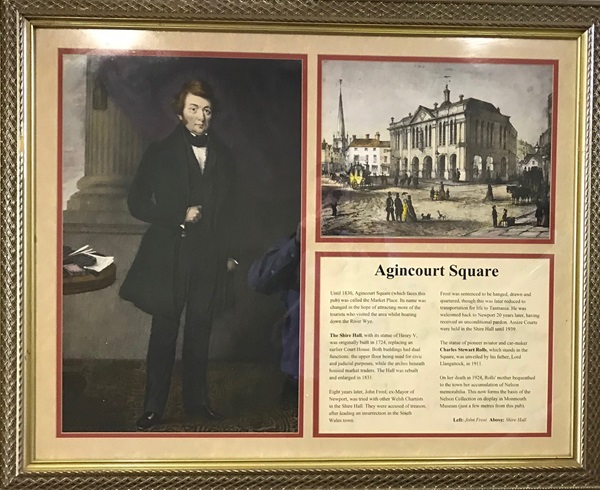 Agincourt Square
Until 1830, Agincourt Square (which faces this
pub) was called the Market Place. Its name was
changed in the hope of attracting more of the
tourists who visited the area whilst boating
down the River Wye.
The Shire Hall, with its statue of Henry V,
was originally built in 1724, replacing an
earlier Court House. Both buildings had dual
functions: the upper floor being used for civic
and judicial purposes, while the arches beneath
housed market traders. The Hall was rebuilt
and enlarged in 1831.
Eight years later, John Frost, ex-Mayor of
Newport, was tried with other Welsh Chartists
in the Shire Hall. They were accused of treason,
after leading an insurrection in the South
Wales town.
Frost was sentenced to be hanged, drawn and
quartered, though this was later reduced to
transportation for life to Tasmania. He was
welcomed back to Newport 20 years later, having
received an unconditional pardon. Assize Courts
were held in the Shire Hall until 1939.
The statue of pioneer aviator and car-maker
Charles Stewart Rolls, which stands in the
Square, was unveiled by his father, Lord
Llangattock, in 1911.
On her death in 1924, Rolls' mother bequeathed
to the town her accumulation of Nelson
memorabilia. This now forms the basis of the
Nelson Collection on display in Monmouth
Museum (just a few metres from this pub).
Left: John Frost Above: Shire Hall